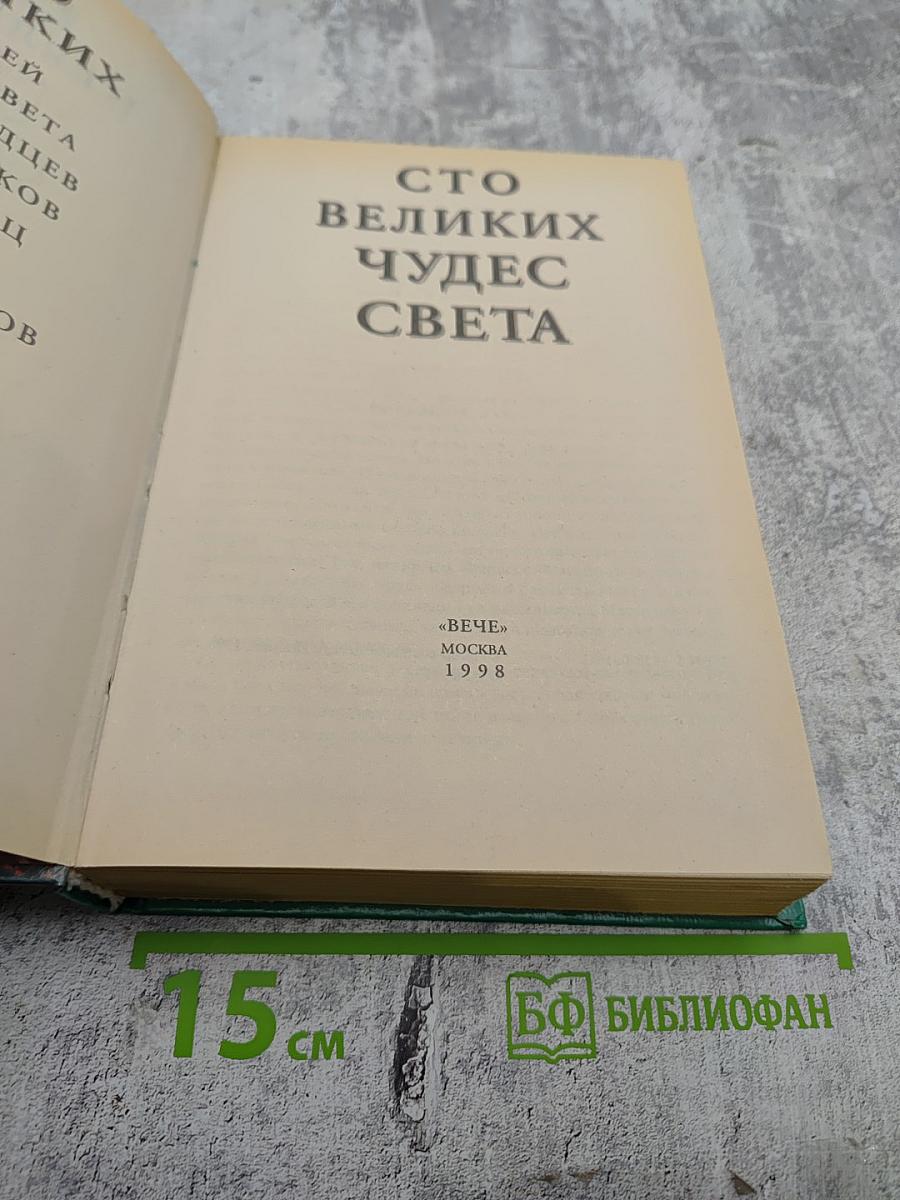 СТО
ВЕЛИКИХ
ЧУДЕС
СВЕТА
«ВЕЧЕ»
МОСКВА
1998
15 см
БФ БИБЛИОФАН